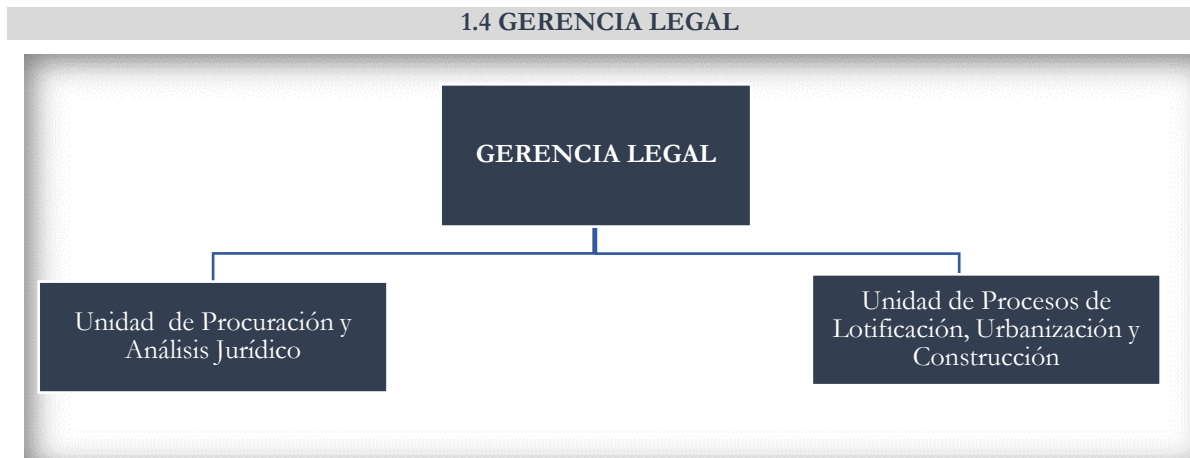 1.4 GERENCIA LEGAL
GERENCIA LEGAL
Unidad de Procuración y
Análisis Jurídico
Unidad de Procesos de
Lotificación, Urbanización y
Construcción